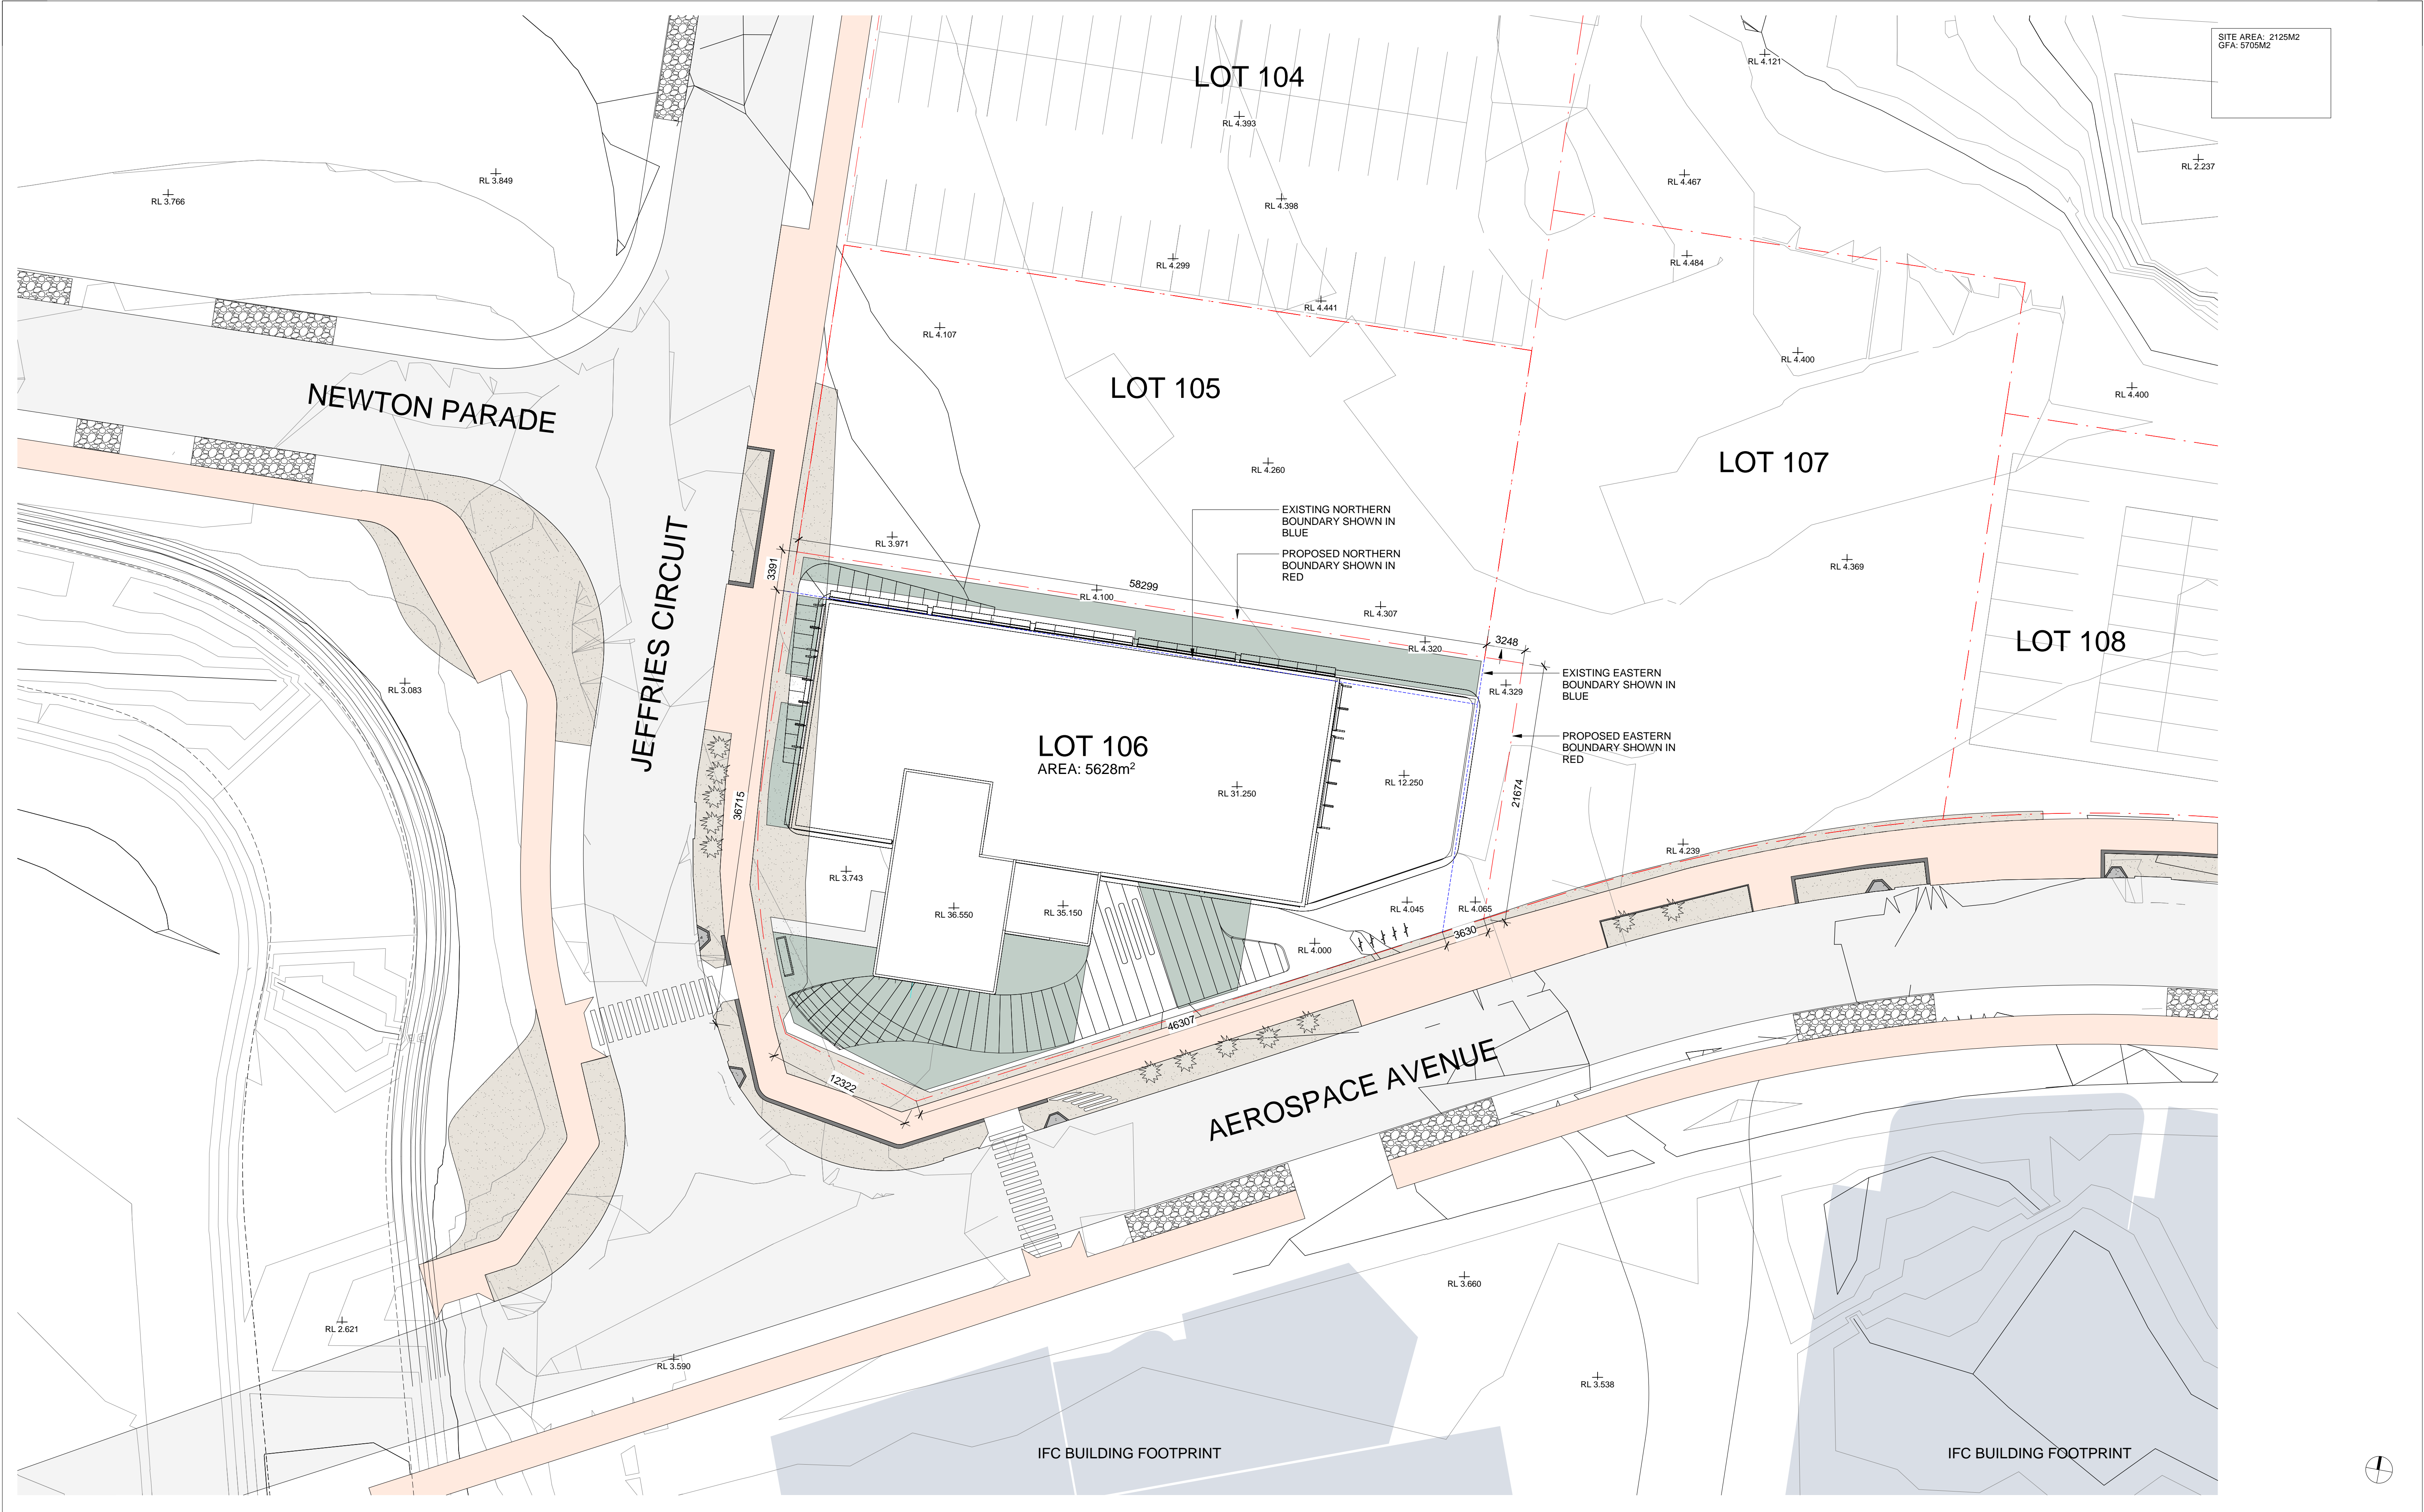 SITE AREA: 2125M2
GFA: 5705M2
LOT 104
RL 4.121
RL 4.393
RL 2.237
RL 3.849
RL 3.766
RL 4.467
RL 4.398
RL 4.299
RL 4.484
RL 4.441
RL 4.107
RL 4.400
RL 4.400
NEWTON PARADE
LOT 105
LOT 107
RL 4.260
EXISTING NORTHERN
BOUNDARY SHOWN IN
BLUE
PROPOSED NORTHERN
BOUNDARY SHOWN IN
RED
RL 3.971
3391
58299
RL 4.100
RL 4.307
RL 4.369
JEFFRIES CIRCUIT
RL 4.320
3248
LOT 108
EXISTING EASTERN
BOUNDARY SHOWN IN
BLUE
RL 4.329
RL 3.083
PROPOSED EASTERN
BOUNDARY SHOWN IN
RED
LOT 106
AREA: 5628m²
RL 31.250
RL 12.250
21674
36715
RL 4.239
RL 3.743
RL 36.550
RL 35.150
RL 4.045
RL 4.065
RL 4.000
3630
46307
12322
AEROSPACE AVENUE
RL 3.660
RL 2.621
RL 3.590
RL 3.538
IFC BUILDING FOOTPRINT
IFC BUILDING FOOTPRINT